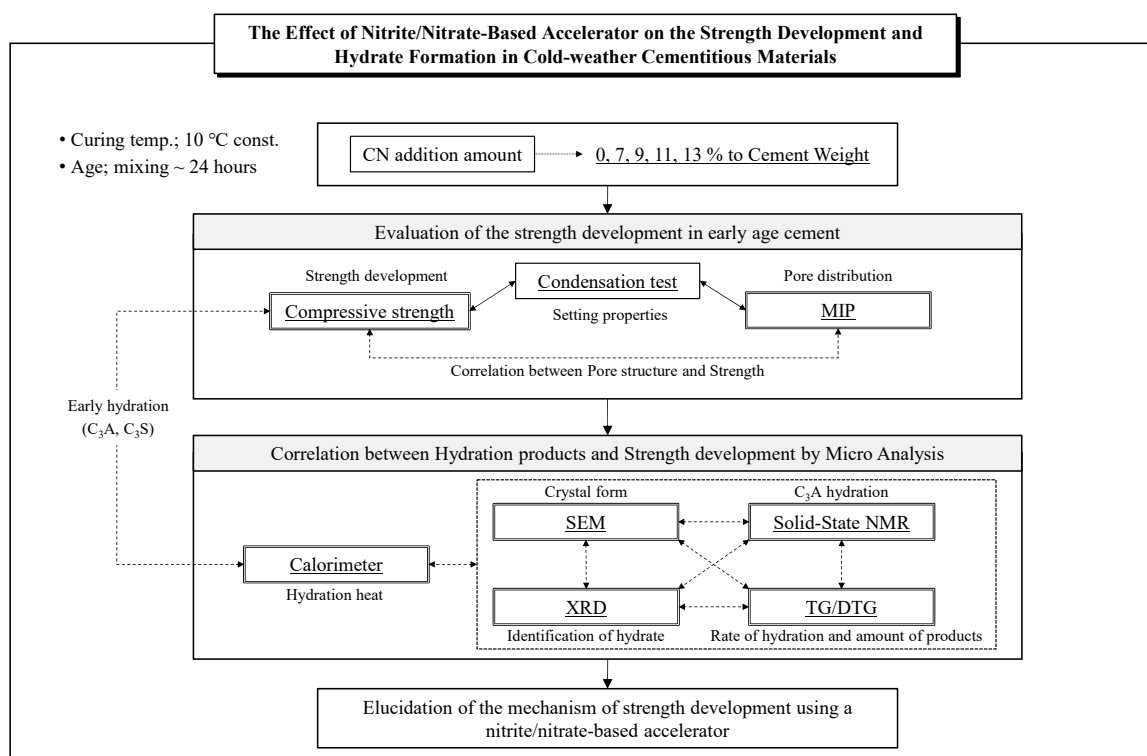 The Effect of Nitrite/Nitrate-Based Accelerator on the Strength Development and
Hydrate Formation in Cold-weather Cementitious Materials
• Curing temp.; 10 ℃ const.
• Age; mixing ~ 24 hours
CN addition amount
0, 7, 9, 11, 13 % to Cement Weight
Evaluation of the strength development in early age cement
Strength development
Condensation test
Pore distribution
Compressive strength
Setting properties
MIP
Correlation between Pore structure and Strength
Early hydration
(C₃A, C₃S)
Correlation between Hydration products and Strength development by Micro Analysis
Crystal form
C₃A hydration
SEM
Solid-State NMR
Calorimeter
Hydration heat
XRD
TG/DTG
Identification of hydrate
Rate of hydration and amount of products
Elucidation of the mechanism of strength development using a
nitrite/nitrate-based accelerator